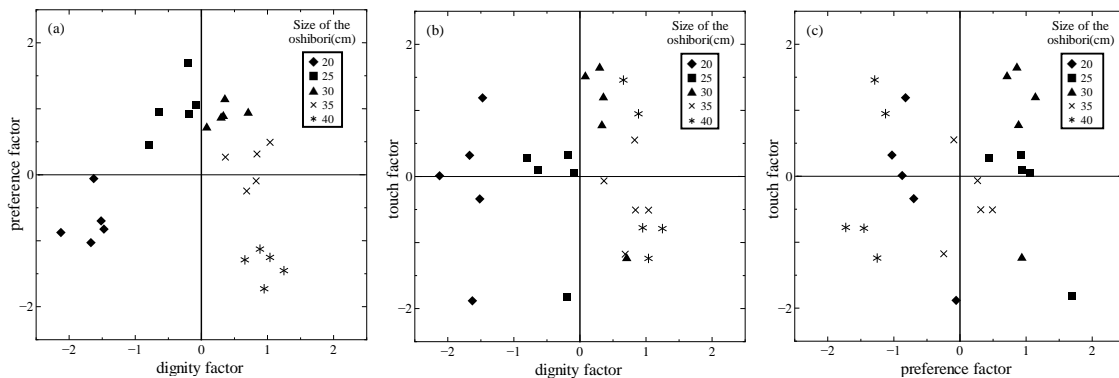 (a)
Size of the
oshibori(cm)
20
25
30
35
40
2
0
−2
−2
−1
0
1
2
preference factor
dignity factor
(b)
Size of the
oshibori(cm)
20
25
30
35
40
2
0
−2
−2
−1
0
1
2
touch factor
dignity factor
(c)
Size of the
oshibori(cm)
20
25
30
35
40
2
0
−2
−2
−1
0
1
2
touch factor
preference factor